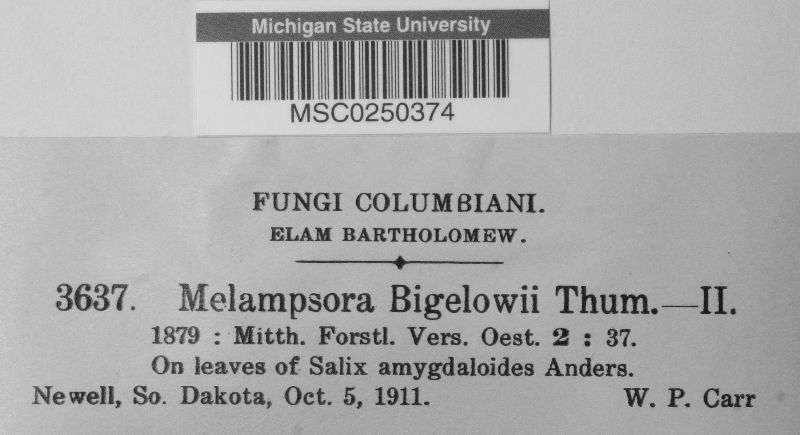 Michigan State University
MSC0250374
FUNGI COLUMBIANI.
ELAM BARTHOLOMEW.
3637. Melampsora Bigelowii Thum.—II.
1879 : Mitth. Forstl. Vers. Oest. 2 : 37.
On leaves of Salix amygdaloides Anders.
Newell, So. Dakota, Oct. 5, 1911. W. P. Carr